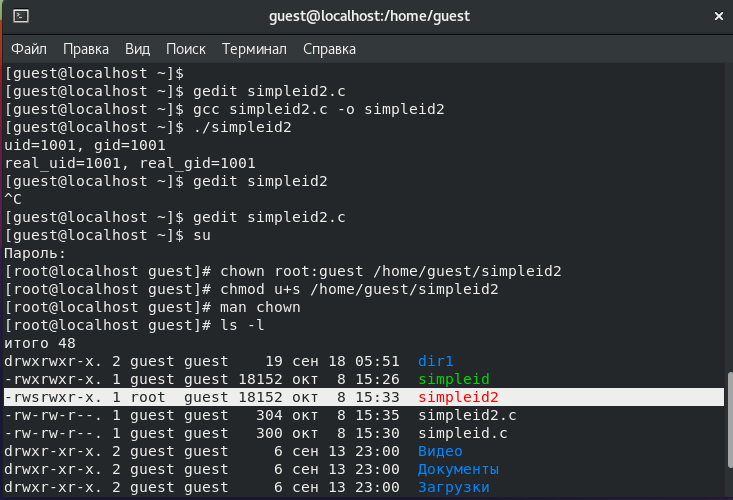 guest@localhost:/home/guest ×
Файл Правка Вид Поиск Терминал Справка
[guest@localhost ~]$
[guest@localhost ~]$ gedit simpleid2.c
[guest@localhost ~]$ gcc simpleid2.c -o simpleid2
[guest@localhost ~]$ ./simpleid2
uid=1001, gid=1001
real_uid=1001, real_gid=1001
[guest@localhost ~]$ gedit simpleid2
^C
[guest@localhost ~]$ gedit simpleid2.c
[guest@localhost ~]$ su
Пароль:
[root@localhost guest]# chown root:guest /home/guest/simpleid2
[root@localhost guest]# chmod u+s /home/guest/simpleid2
[root@localhost guest]# man chown
[root@localhost guest]# ls -l
итого 48
drwxrwxr-x. 2 guest guest    19 сен 18 05:51  dir1
-rwxrwxr-x. 1 guest guest 18152 окт  8 15:26  simpleid
-rwsrwxr-x. 1 root  guest 18152 окт  8 15:33  simpleid2
-rw-rw-r--. 1 guest guest   304 окт  8 15:35  simpleid2.c
-rw-rw-r--. 1 guest guest   300 окт  8 15:30  simpleid.c
drwxr-xr-x. 2 guest guest     6 сен 13 23:00  Видео
drwxr-xr-x. 2 guest guest     6 сен 13 23:00  Документы
drwxr-xr-x. 2 guest guest     6 сен 13 23:00  Загрузки